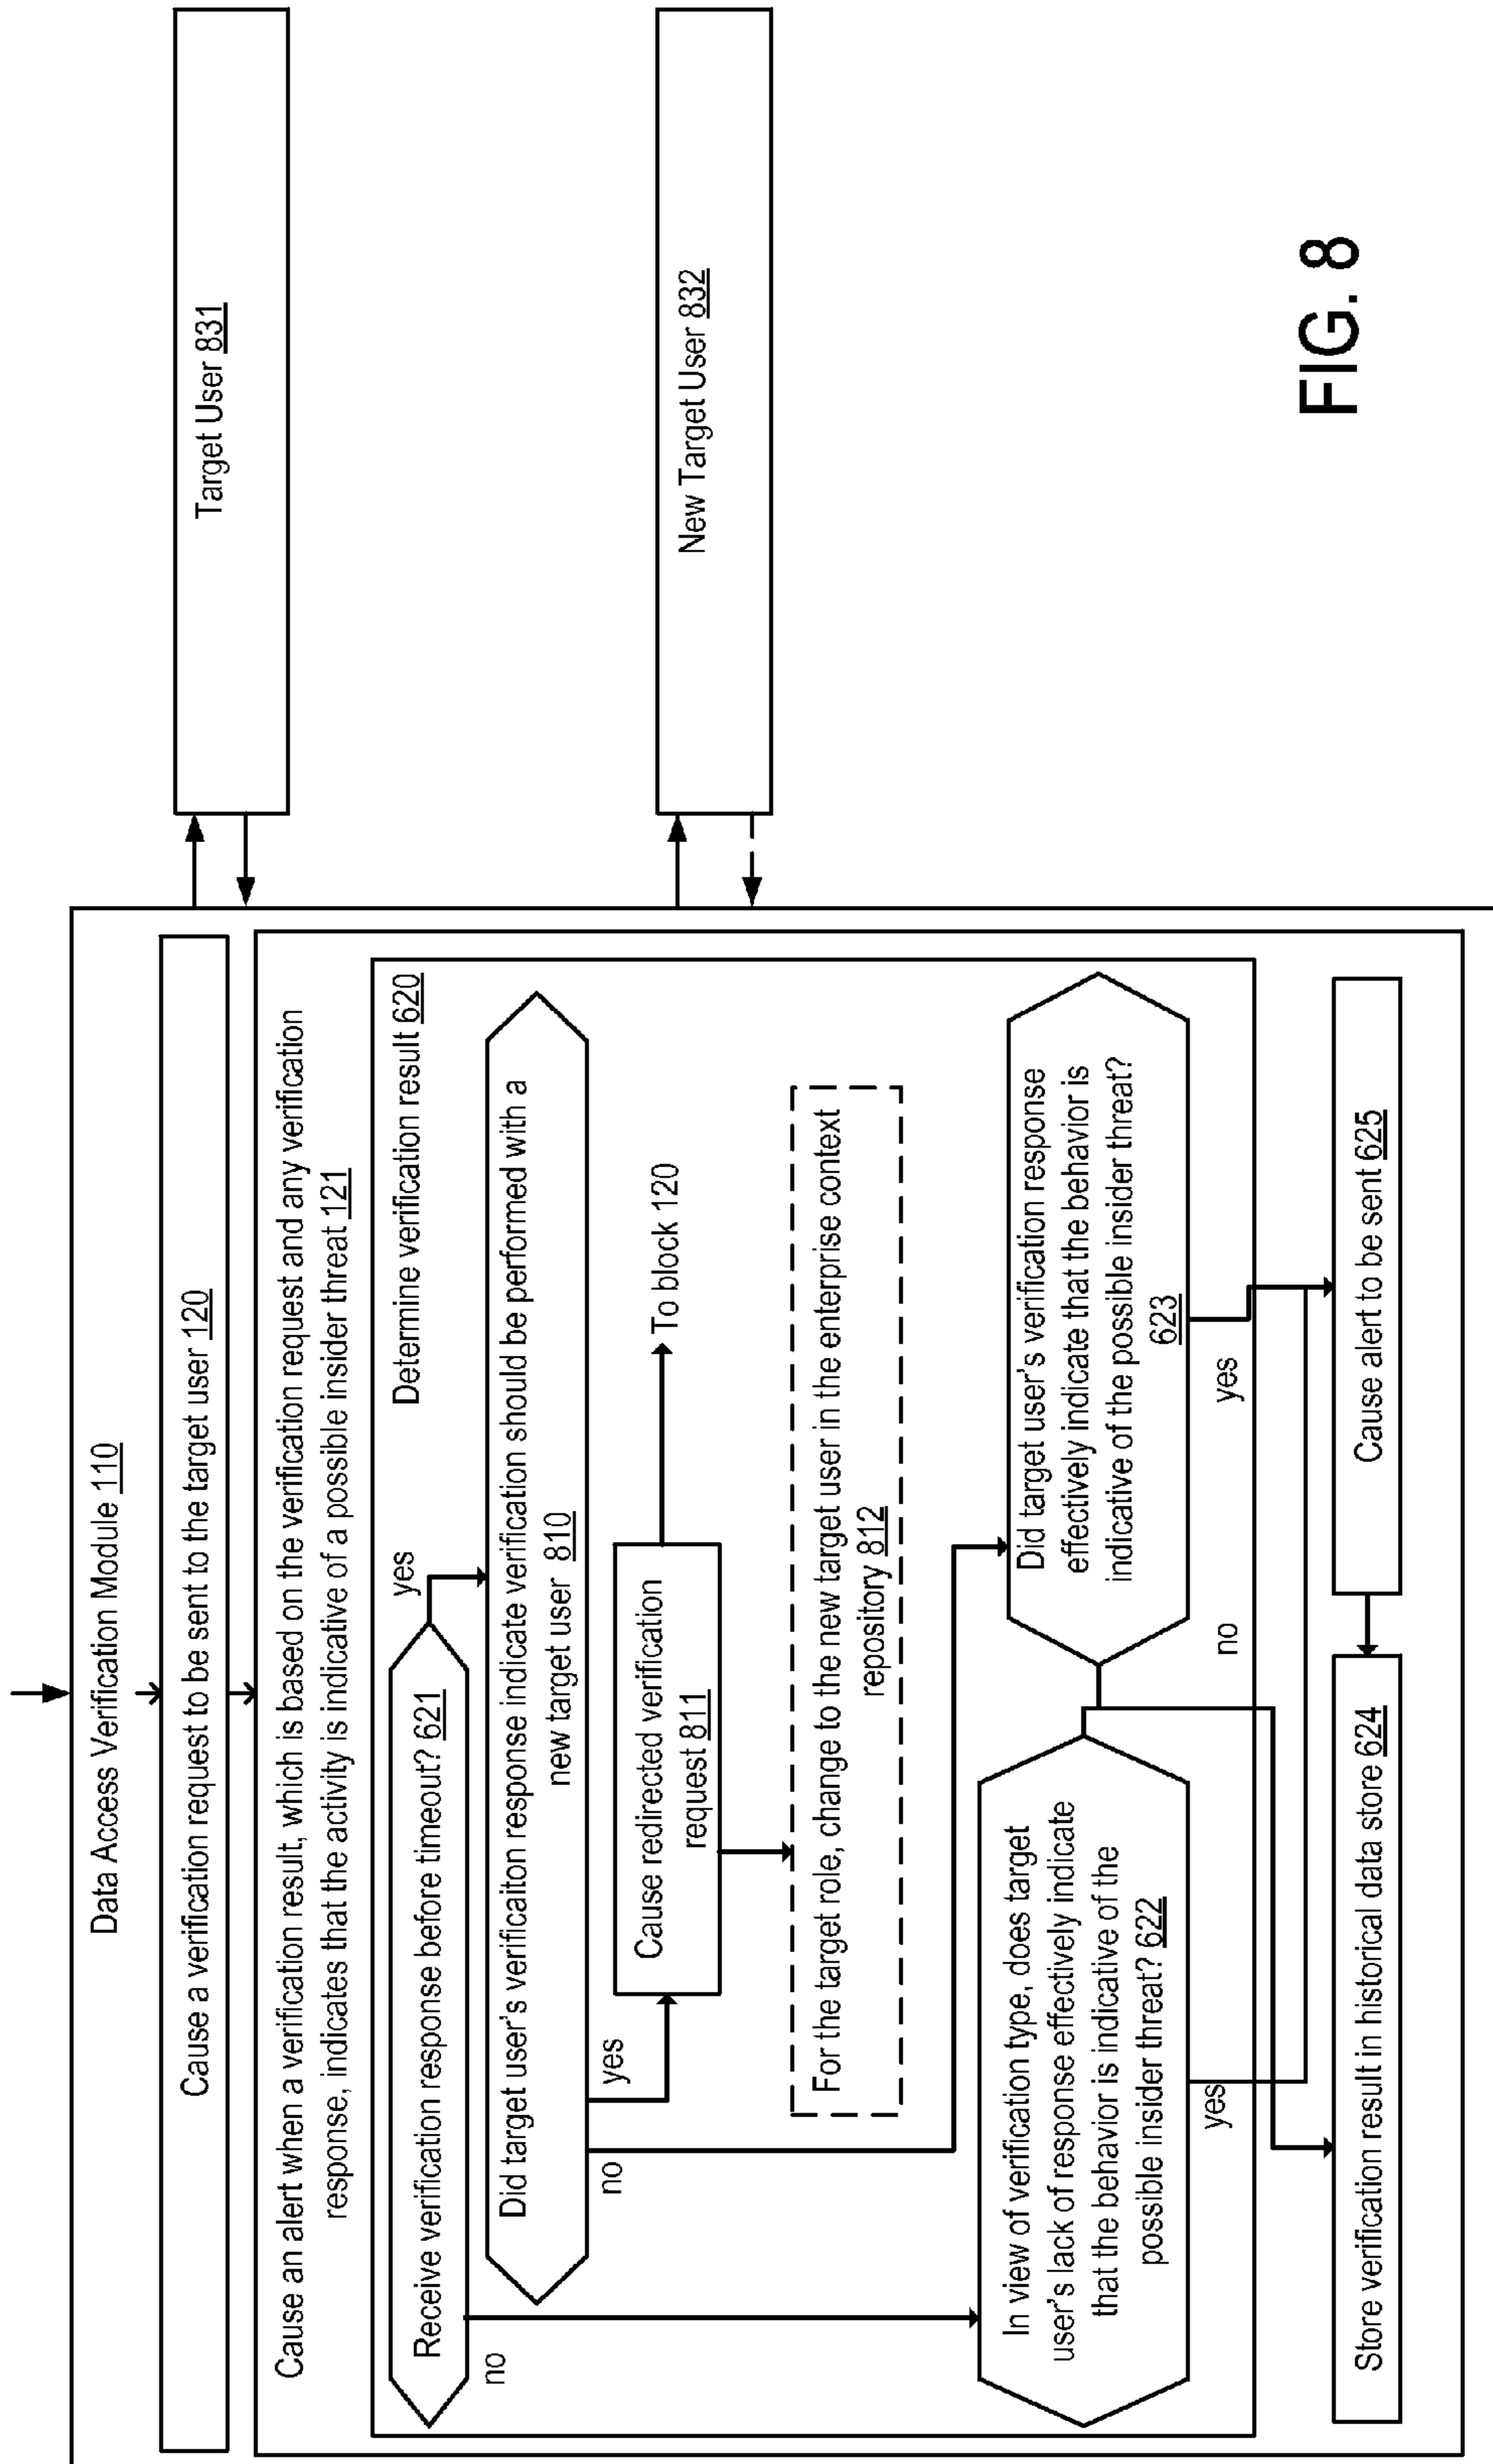 Data Access Verification Module 110
Cause a verification request to be sent to the target user 120
Cause an alert when a verification result, which is based on the verification request and any verification
response, indicates that the activity is indicative of a possible insider threat 121
Determine verification result 620
Receive verification response before timeout? 621
yes
no
Did target user's verificaiton response indicate verification should be performed with a
new target user 810
yes
no
Cause redirected verification
request 811
To block 120
For the target role, change to the new target user in the enterprise context
repository 812
In view of verification type, does target
user's lack of response effectively indicate
that the behavior is indicative of the
possible insider threat? 622
yes
no
Did target user's verification response
effectively indicate that the behavior is
indicative of the possible insider threat?
623
yes
Store verification result in historical data store 624
Cause alert to be sent 625
Target User 831
New Target User 832
FIG. 8